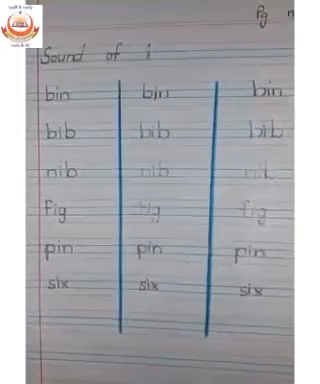 Pg n
Sound of i
bin bin bin
bib bib bib
nib nib nib
fig fig fig
pin pin pin
six six six